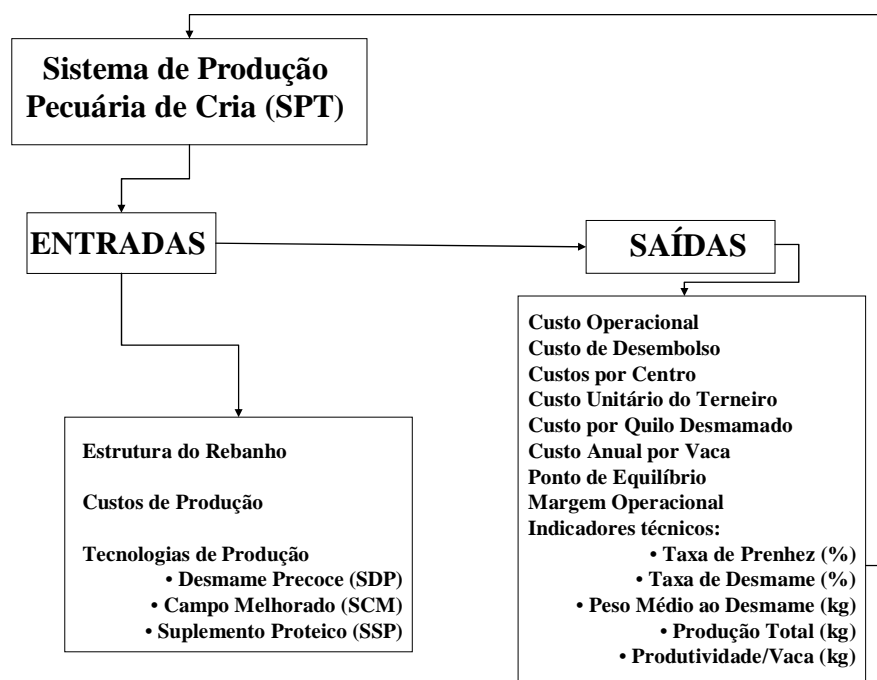 Sistema de Produção
Pecuária de Cria (SPT)
ENTRADAS
SAÍDAS
Estrutura do Rebanho
Custos de Produção
Tecnologias de Produção
• Desmame Precoce (SDP)
• Campo Melhorado (SCM)
• Suplemento Proteico (SSP)
Custo Operacional
Custo de Desembolso
Custos por Centro
Custo Unitário do Terneiro
Custo por Quilo Desmamado
Custo Anual por Vaca
Ponto de Equilíbrio
Margem Operacional
Indicadores técnicos:
• Taxa de Prenhez (%)
• Taxa de Desmame (%)
• Peso Médio ao Desmame (kg)
• Produção Total (kg)
• Produtividade/Vaca (kg)